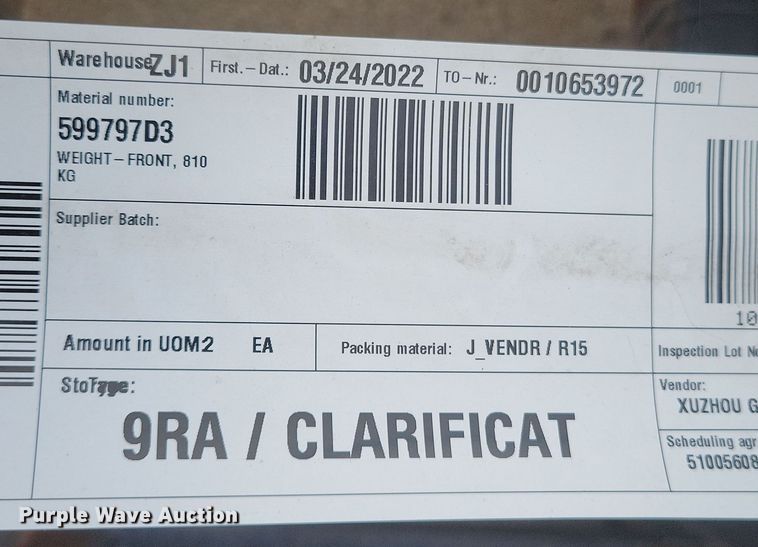 Warehouse ZJ1 First.-Dat.: 03/24/2022 TO-Nr.: 0010653972 0001
Material number:
599797D3
WEIGHT-FRONT, 810
KG
Supplier Batch:
10
Amount in UOM2 EA Packing material: J_VENDR / R15 Inspection Lot
StoType:
Vendor:
XUZHOU G
9RA / CLARIFICAT
Scheduling agr
51005608
Purple Wave Auction